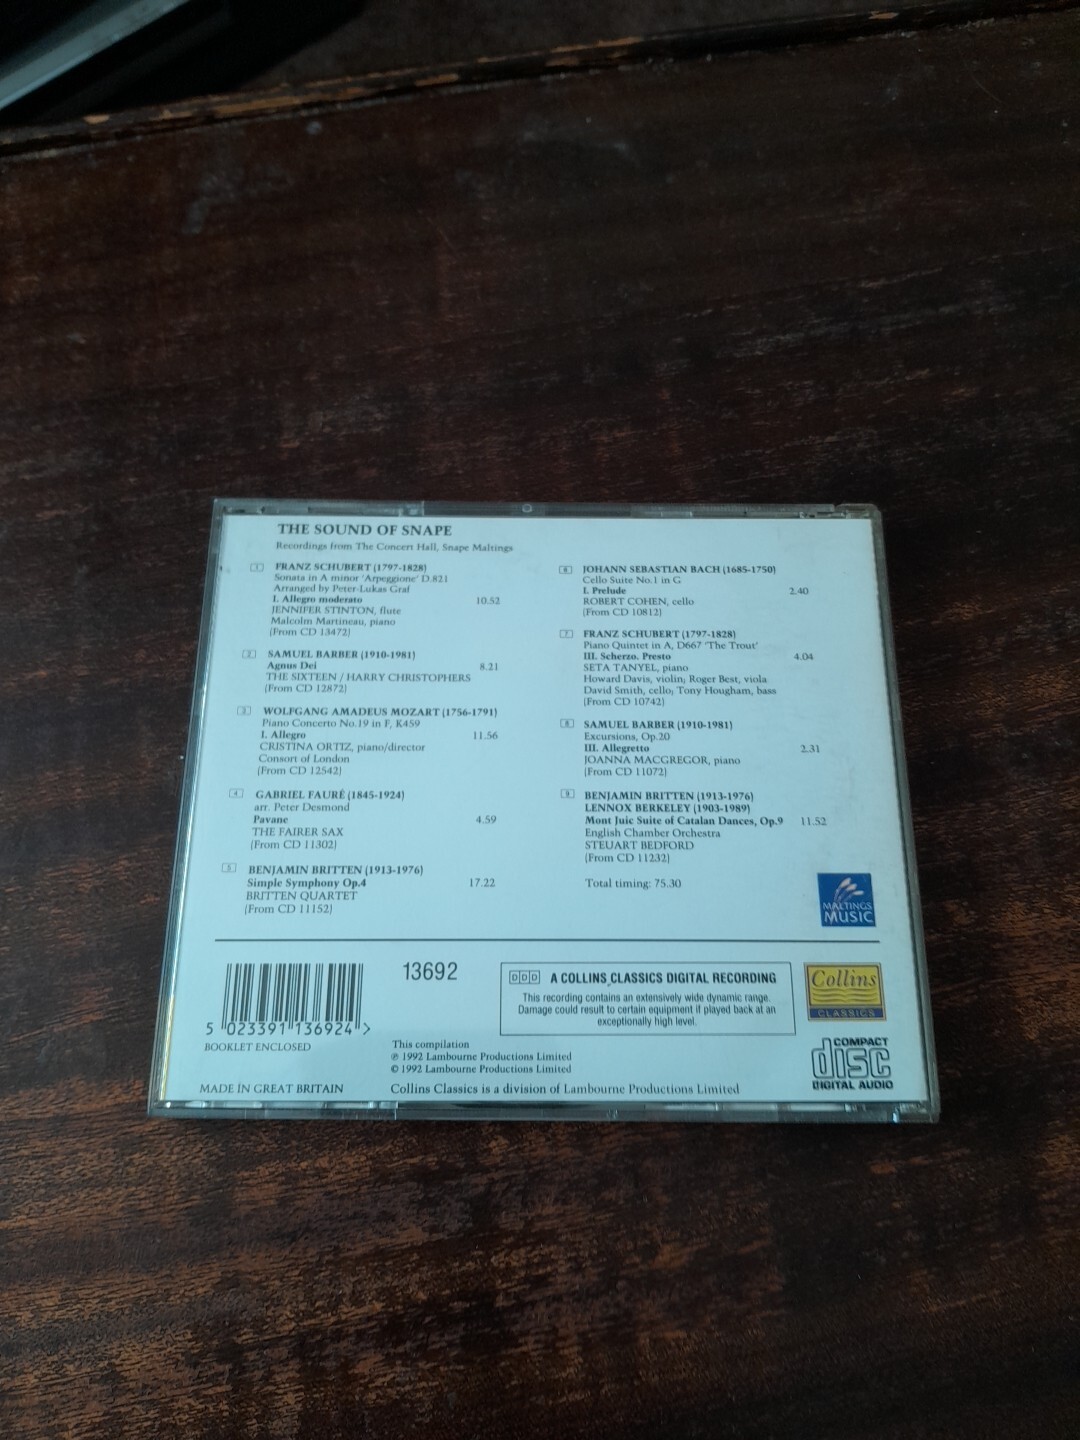 THE SOUND OF SNAPE
Recordings from The Concert Hall, Snape Maltings
1 FRANZ SCHUBERT (1797-1828)
Sonata in A minor 'Arpeggione' D.821
Arranged by Peter-Lukas Graf
I. Allegro moderato 10.52
JENNIFER STINTON, flute
Malcolm Martineau, piano
(From CD 13472)
2 SAMUEL BARBER (1910-1981)
Agnus Dei 8.21
THE SIXTEEN / HARRY CHRISTOPHERS
(From CD 12872)
3 WOLFGANG AMADEUS MOZART (1756-1791)
Piano Concerto No.19 in F, K459
I. Allegro 11.56
CRISTINA ORTIZ, piano/director
Consort of London
(From CD 12542)
4 GABRIEL FAURÉ (1845-1924)
arr. Peter Desmond
Pavane 4.59
THE FAIRER SAX
(From CD 11302)
5 BENJAMIN BRITTEN (1913-1976)
Simple Symphony Op.4 17.22
BRITTEN QUARTET
(From CD 11152)
6 JOHANN SEBASTIAN BACH (1685-1750)
Cello Suite No.1 in G
I. Prelude 2.40
ROBERT COHEN, cello
(From CD 10812)
7 FRANZ SCHUBERT (1797-1828)
Piano Quintet in A, D667 'The Trout'
III. Scherzo. Presto 4.04
SETA TANYEL, piano
Howard Davis, violin; Roger Best, viola
David Smith, cello; Tony Hougham, bass
(From CD 10742)
8 SAMUEL BARBER (1910-1981)
Excursions, Op.20
III. Allegretto 2.31
JOANNA MACGREGOR, piano
(From CD 11072)
9 BENJAMIN BRITTEN (1913-1976)
LENNOX BERKELEY (1903-1989)
Mont Juic Suite of Catalan Dances, Op.9 11.52
English Chamber Orchestra
STEUART BEDFORD
(From CD 11232)
Total timing: 75.30
MALTINGS
MUSIC
5 023391 136924 >
BOOKLET ENCLOSED
MADE IN GREAT BRITAIN
13692
DDD A COLLINS CLASSICS DIGITAL RECORDING
This recording contains an extensively wide dynamic range.
Damage could result to certain equipment if played back at an
exceptionally high level.
Collins
CLASSICS
This compilation
℗ 1992 Lambourne Productions Limited
© 1992 Lambourne Productions Limited
Collins Classics is a division of Lambourne Productions Limited
COMPACT
disc
DIGITAL AUDIO